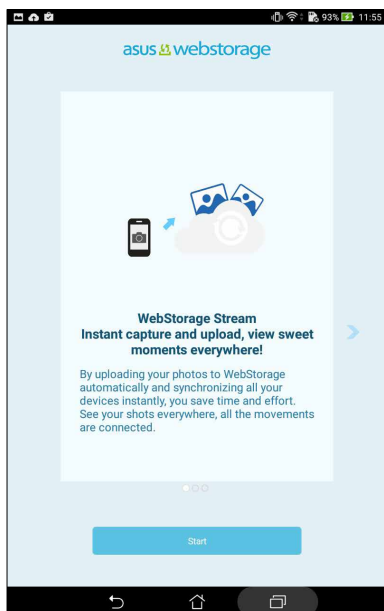 93% 11:55
asus webstorage
WebStorage Stream
Instant capture and upload, view sweet
moments everywhere!
By uploading your photos to WebStorage
automatically and synchronizing all your
devices instantly, you save time and effort.
See your shots everywhere, all the movements
are connected.
Start